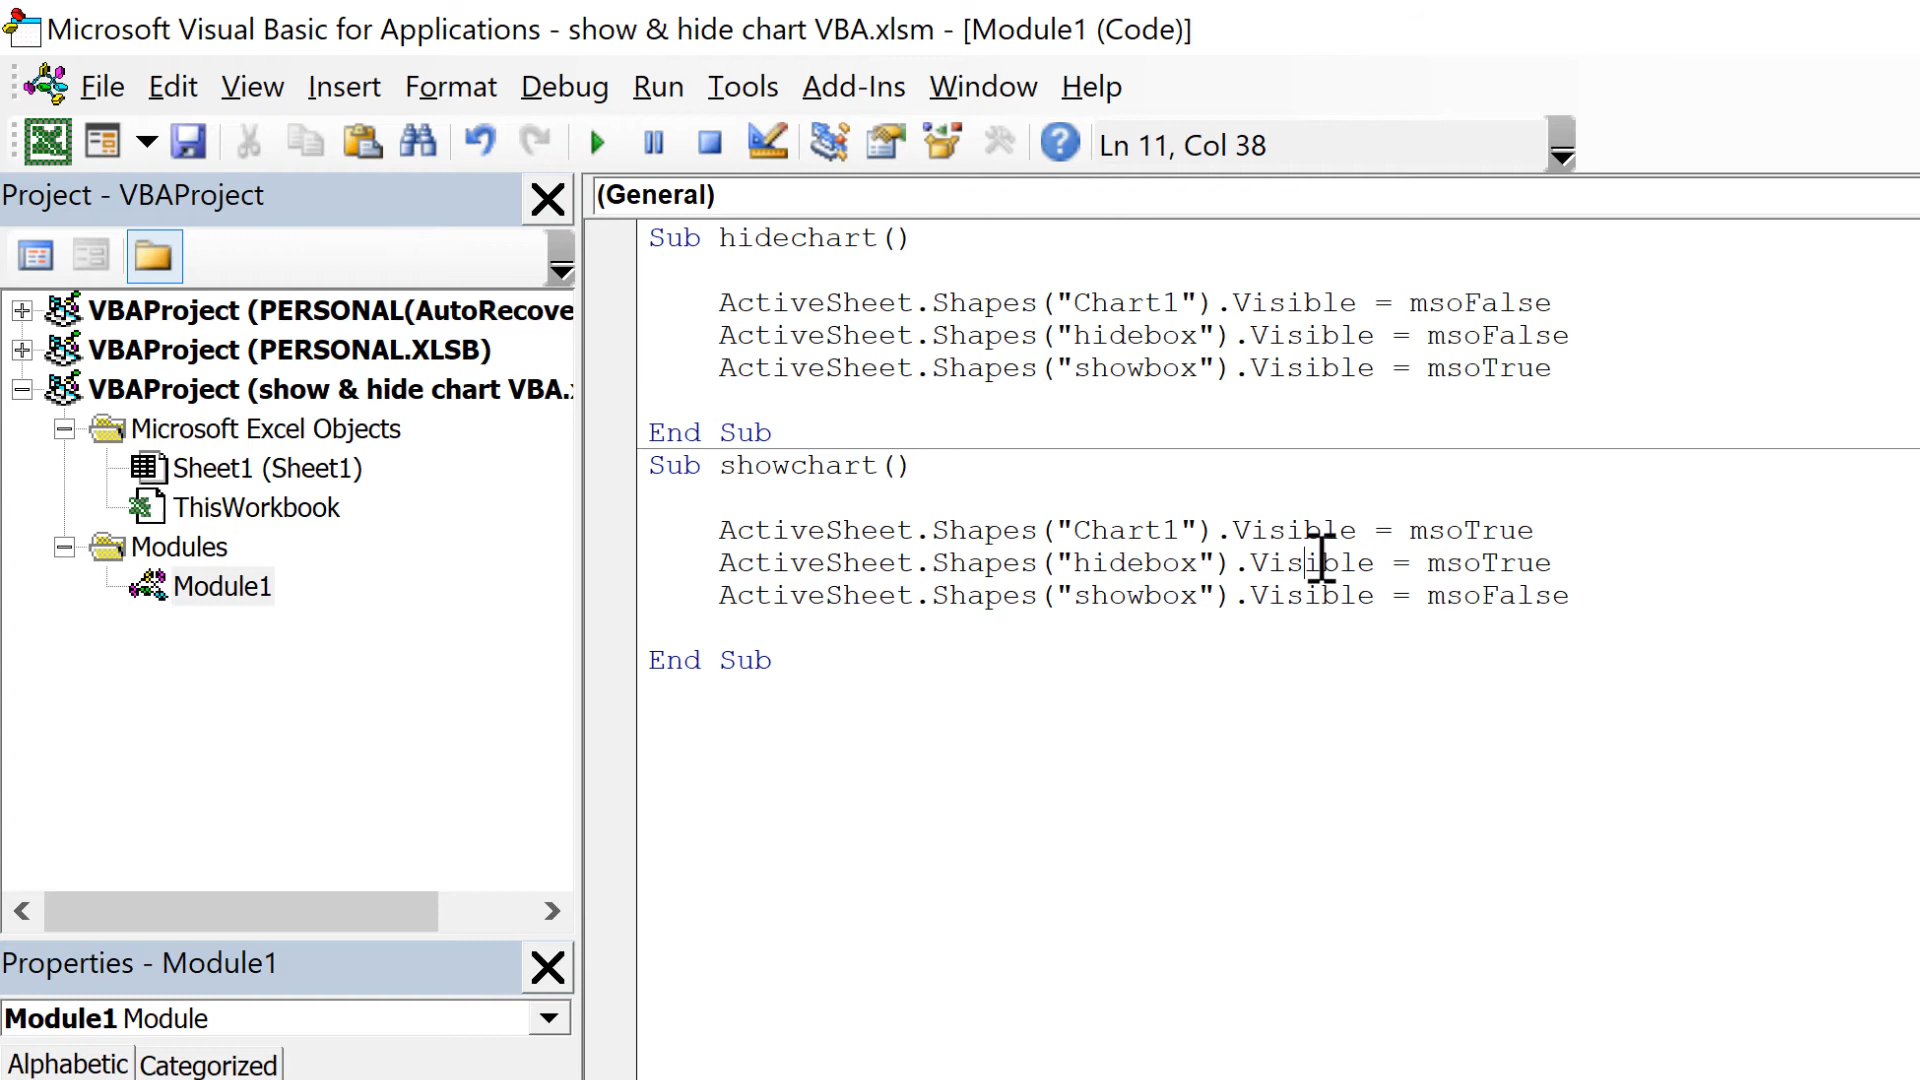 Microsoft Visual Basic for Applications - show & hide chart VBA.xlsm - [Module1 (Code)]
File Edit View Insert Format Debug Run Tools Add-Ins Window Help
Ln 11, Col 38
Project - VBAProject
(General)
VBAProject (PERSONAL(AutoRecove
VBAProject (PERSONAL.XLSB)
VBAProject (show & hide chart VBA.
Microsoft Excel Objects
Sheet1 (Sheet1)
ThisWorkbook
Modules
Module1
Sub hidechart()
ActiveSheet.Shapes("Chart1").Visible = msoFalse
ActiveSheet.Shapes("hidebox").Visible = msoFalse
ActiveSheet.Shapes("showbox").Visible = msoTrue
End Sub
Sub showchart()
ActiveSheet.Shapes("Chart1").Visible = msoTrue
ActiveSheet.Shapes("hidebox").Visible = msoTrue
ActiveSheet.Shapes("showbox").Visible = msoFalse
End Sub
Properties - Module1
Module1 Module
Alphabetic Categorized